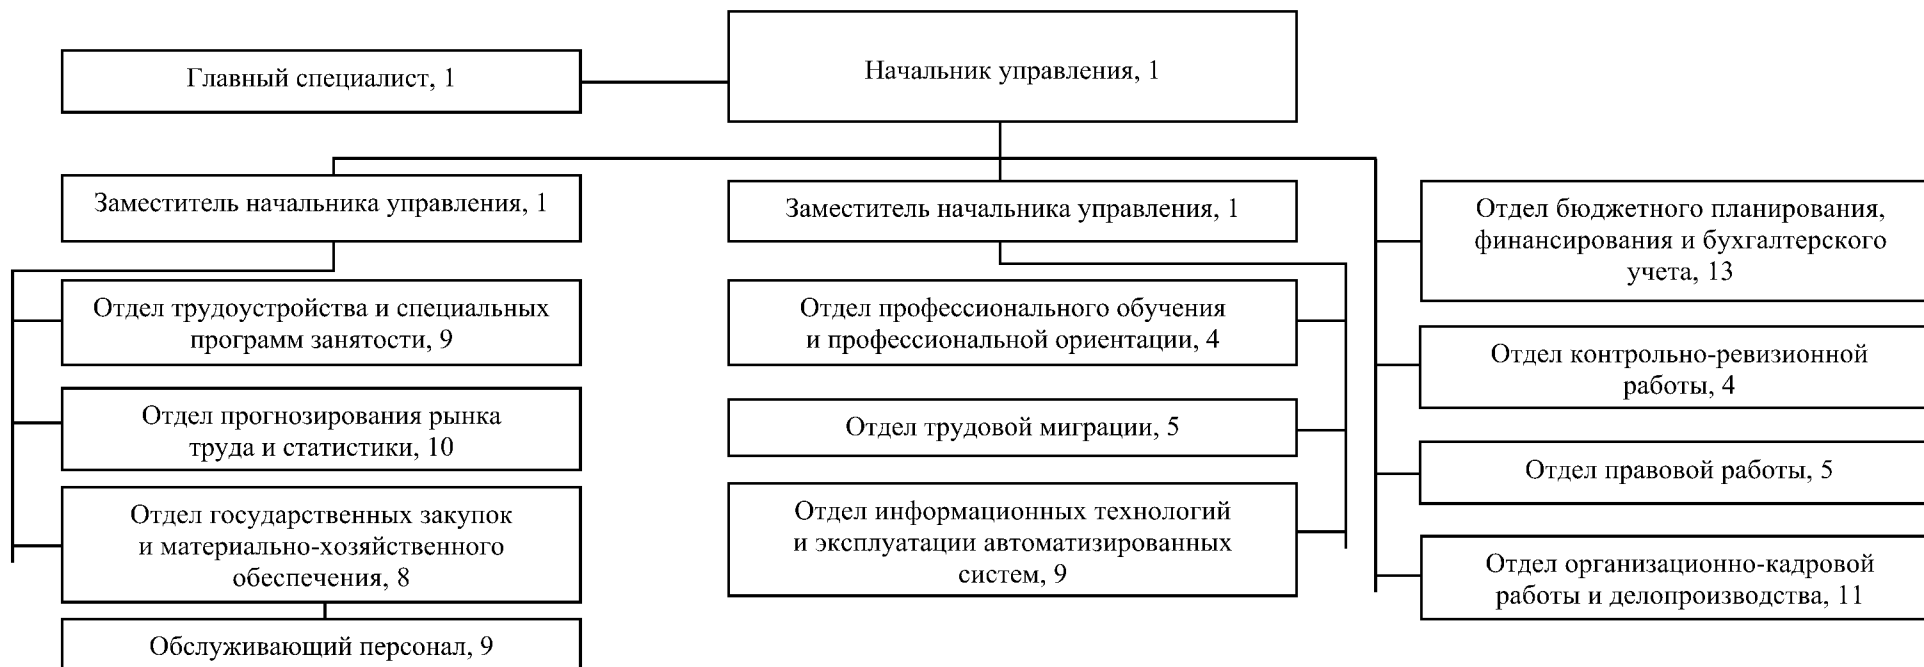 Главный специалист, 1
Начальник управления, 1
Заместитель начальника управления, 1
Отдел трудоустройства и специальных
программ занятости, 9
Отдел прогнозирования рынка
труда и статистики, 10
Отдел государственных закупок
и материально-хозяйственного
обеспечения, 8
Обслуживающий персонал, 9
Заместитель начальника управления, 1
Отдел профессионального обучения
и профессиональной ориентации, 4
Отдел трудовой миграции, 5
Отдел информационных технологий
и эксплуатации автоматизированных
систем, 9
Отдел бюджетного планирования,
финансирования и бухгалтерского
учета, 13
Отдел контрольно-ревизионной
работы, 4
Отдел правовой работы, 5
Отдел организационно-кадровой
работы и делопроизводства, 11